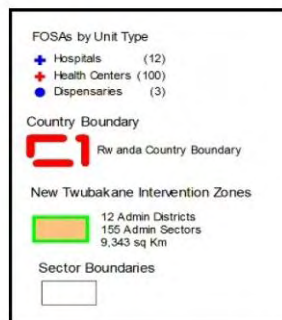 FOSAs by Unit Type
Hospitals (12)
Health Centers (100)
Dispensaries (3)
Country Boundary
Rw anda Country Boundary
New Twubakane Intervention Zones
12 Admin Districts
155 Admin Sectors
9,343 sq Km
Sector Boundaries